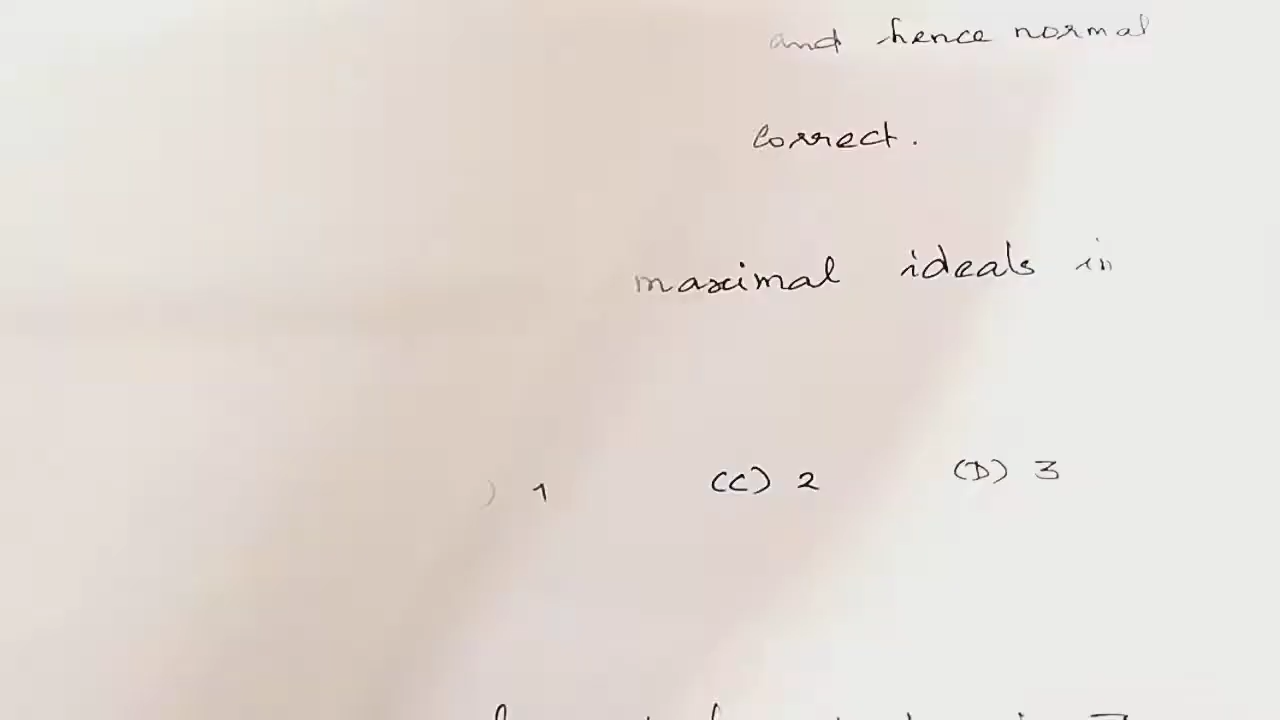 and hence normal
correct.
maximal ideals in
) 1 (C) 2 (D) 3